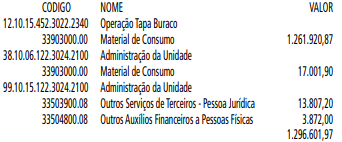 CODIGO NOME VALOR
12.10.15.452.3022.2340 Operação Tapa Buraco
33903000.00 Material de Consumo 1.261.920,87
38.10.06.122.3024.2100 Administração da Unidade
33903000.00 Material de Consumo 17.001,90
99.10.15.122.3024.2100 Administração da Unidade
33503900.08 Outros Serviços de Terceiros - Pessoa Jurídica 13.807,20
33504800.08 Outros Auxílios Financeiros a Pessoas Físicas 3.872,00
1.296.601,97